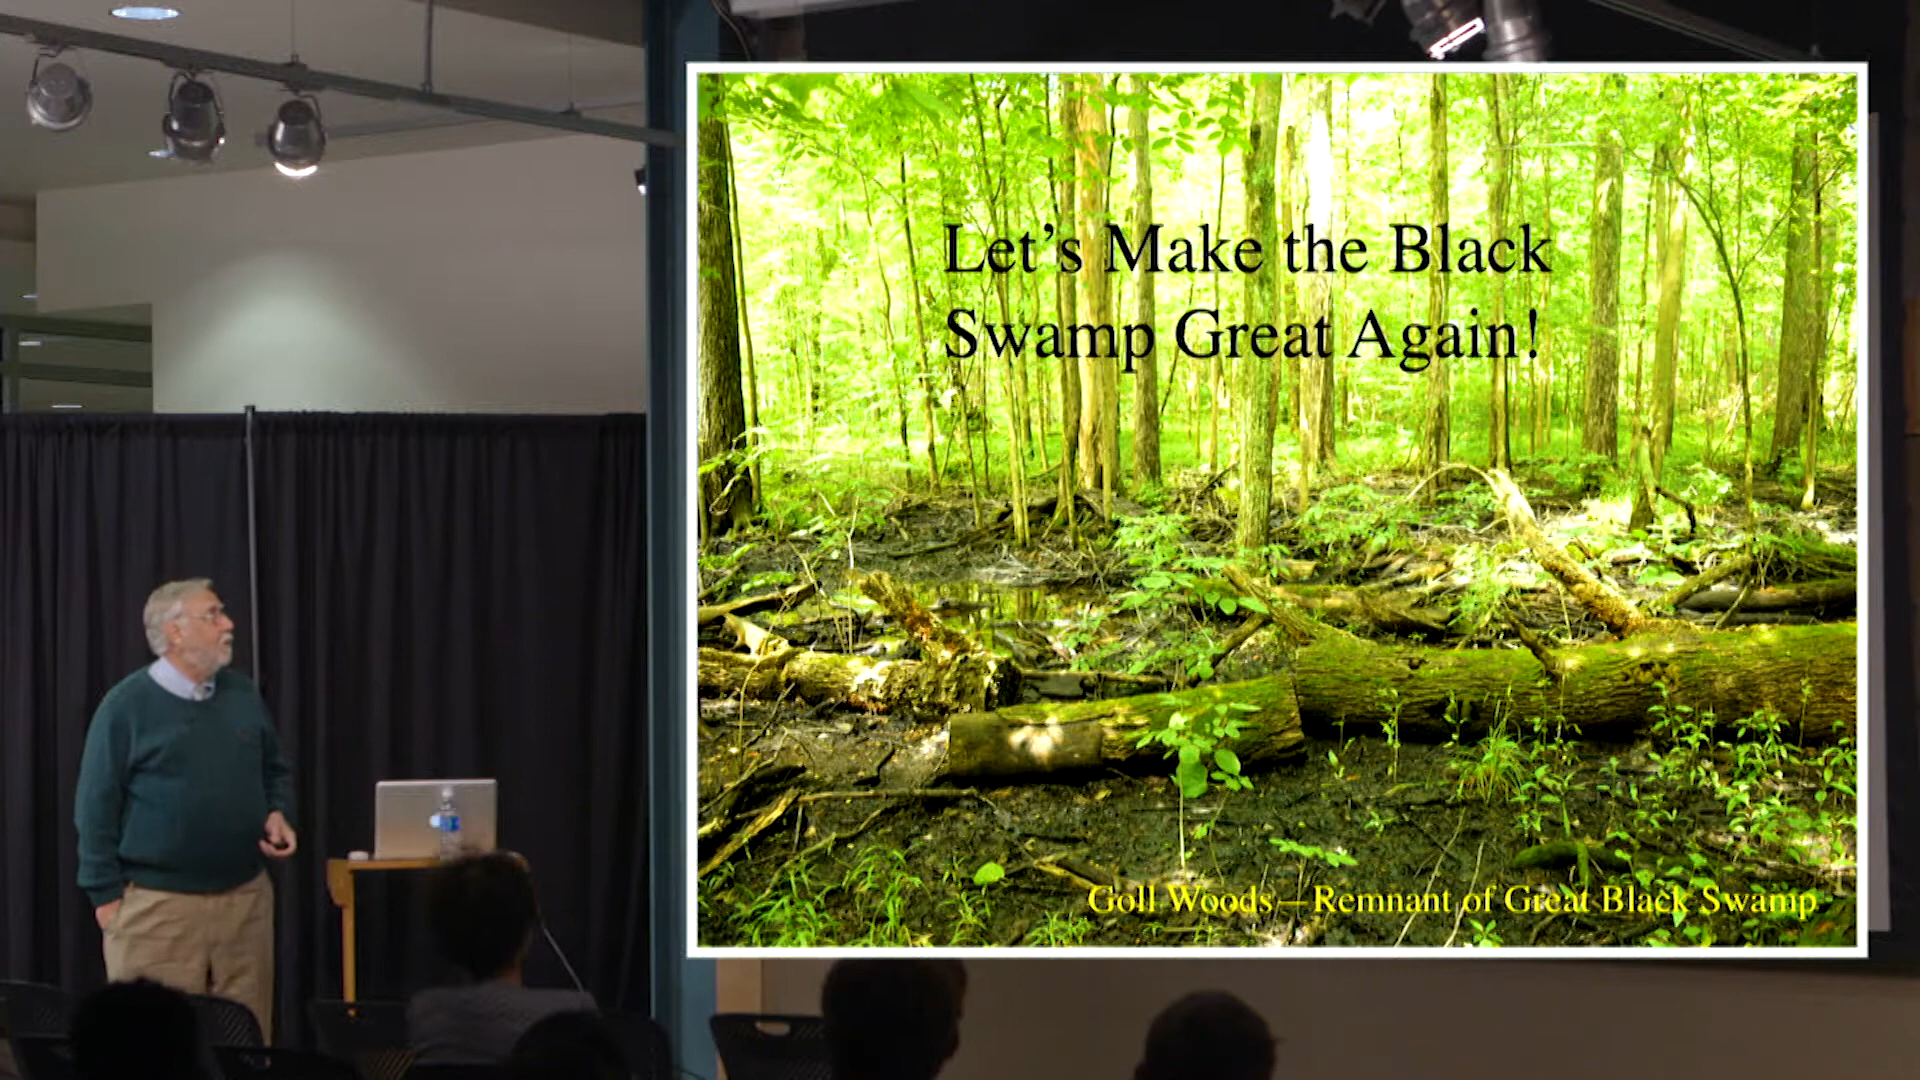 Let's Make the Black
Swamp Great Again!
Goll Woods – Remnant of Great Black Swamp